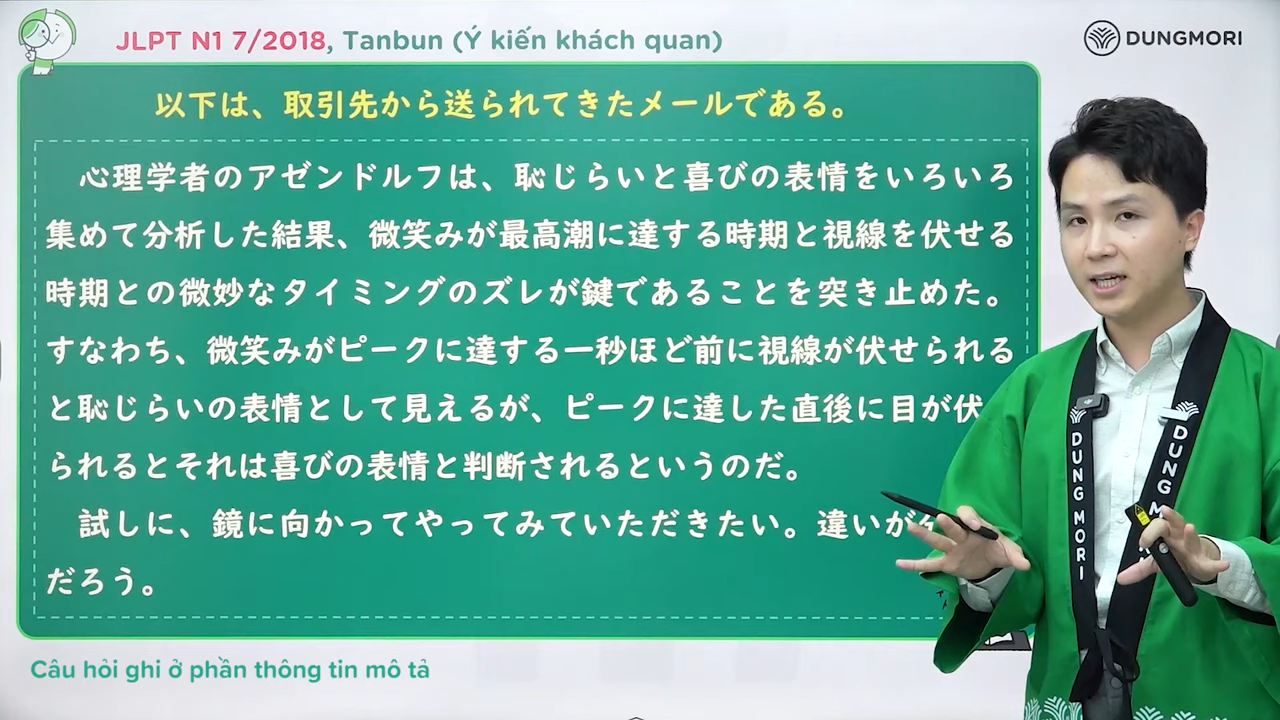 JLPT N1 7/2018, Tanbun (Ý kiến khách quan)
DUNGMORI
以下は、取引先から送られてきたメールである。
心理学者のアゼンドルフは、恥じらいと喜びの表情をいろいろ
集めて分析した結果、微笑みが最高潮に達する時期と視線を伏せる
時期との微妙なタイミングのズレが鍵であることを突き止めた。
すなわち、微笑みがピークに達する一秒ほど前に視線が伏せられる
と恥じらいの表情として見えるが、ピークに達した直後に目が伏
られるとそれは喜びの表情と判断されるというのだ。
試しに、鏡に向かってやってみていただきたい。違いが
だろう。
Câu hỏi ghi ở phần thông tin mô tả
DUNG MORI
DUNG M